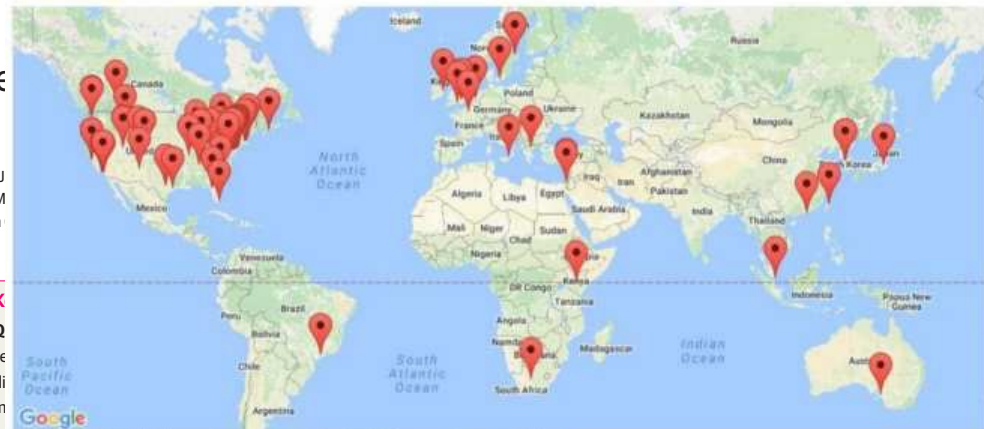 Iceland
Russia
Canada
Poland
Germany
Ukraine
France
Kazakhstan
Mongolia
Spain
North
Atlantic
Ocean
China
Iraq
Iran
Afghanistan
Pakistan
Algeria
Libya
Egypt
Saudi Arabia
India
Thailand
Mexico
Mali
Niger
Chad
Sudan
Nigeria
Venezuela
Colombia
DR Congo
Kenya
Tanzania
Indonesia
Papua New
Guinea
Brazil
Peru
Bolivia
Angola
Madagascar
Indian
Ocean
Chile
South
Pacific
Ocean
South
Atlantic
Ocean
South Africa
Argentina
Google